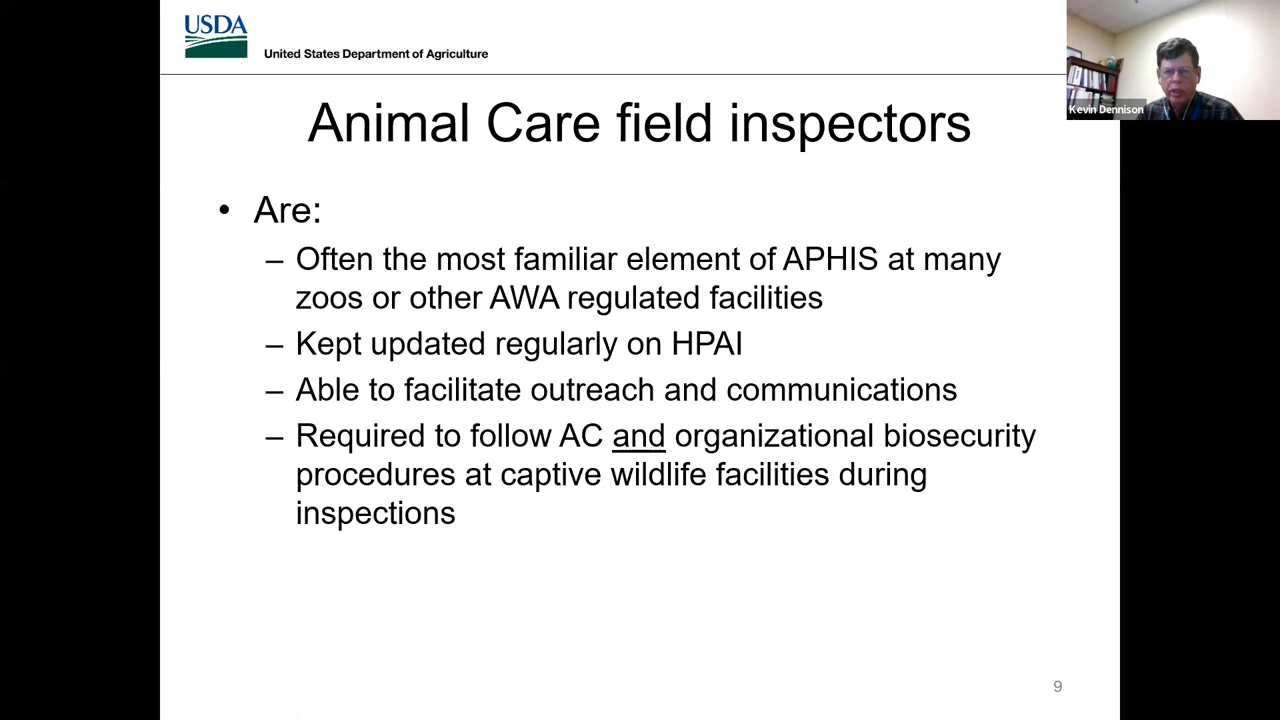 USDA
United States Department of Agriculture
Kevin Dennison
Animal Care field inspectors
• Are:
– Often the most familiar element of APHIS at many
zoos or other AWA regulated facilities
– Kept updated regularly on HPAI
– Able to facilitate outreach and communications
– Required to follow AC and organizational biosecurity
procedures at captive wildlife facilities during
inspections
9